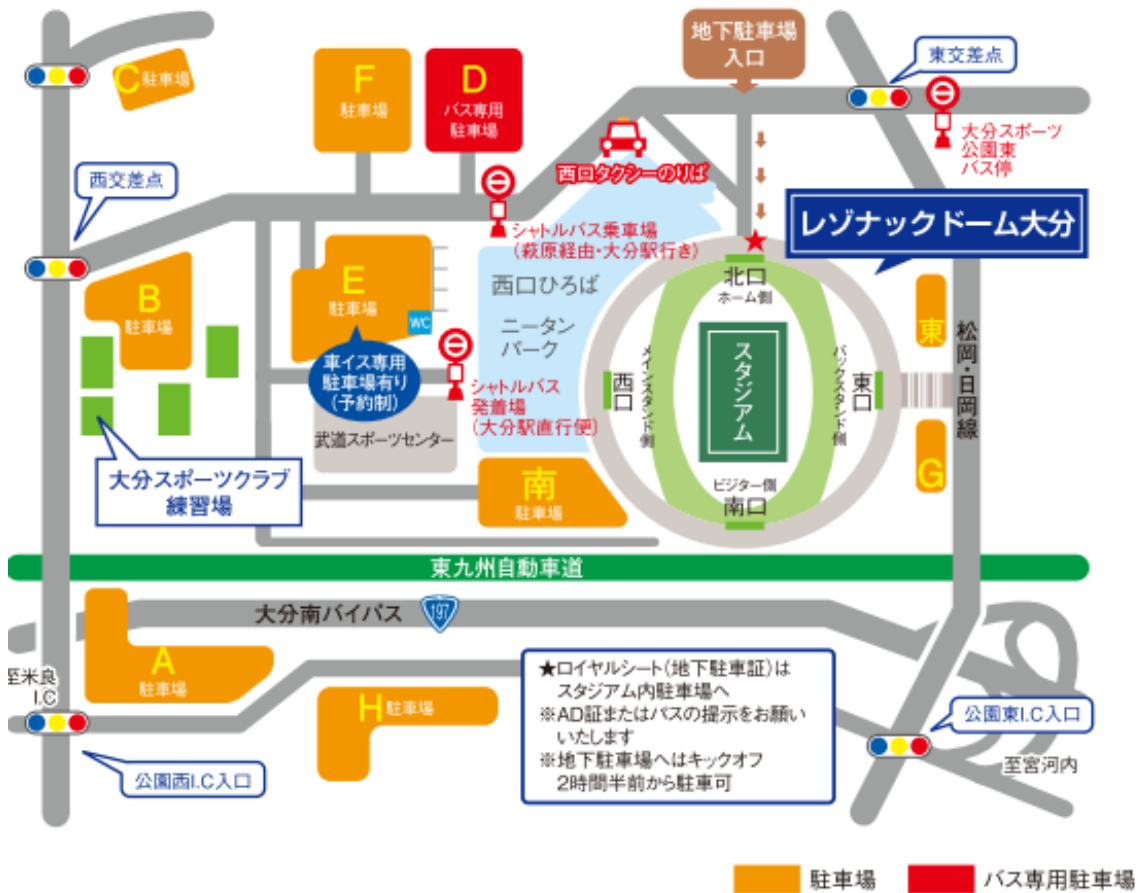 地下駐車場
入口
東交差点
C駐車場
F
駐車場
D
バス専用
駐車場
大分スポーツ
公園東
バス停
西口タクシーのりば
西交差点
レゾナックドーム大分
シャトルバス乗車場
(萩原経由・大分駅行き)
北口
ホーム側
E
駐車場
WC
西口ひろば
ニータン
パーク
B
駐車場
東
松岡・日岡線
車イス専用
駐車場有り
(予約制)
シャトルバス
発着場
(大分駅直行便)
メインスタンド側
西口
スタジアム
バックスタンド側
東口
武道スポーツセンター
大分スポーツクラブ
練習場
南
駐車場
ビジター側
南口
G
東九州自動車道
大分南バイパス
197
至米良
I.C
A
駐車場
H駐車場
★ロイヤルシート(地下駐車証)は
スタジアム内駐車場へ
※AD証またはパスの提示をお願い
いたします
※地下駐車場へはキックオフ
2時間半前から駐車可
公園東I.C入口
至宮河内
公園西I.C入口
駐車場
バス専用駐車場